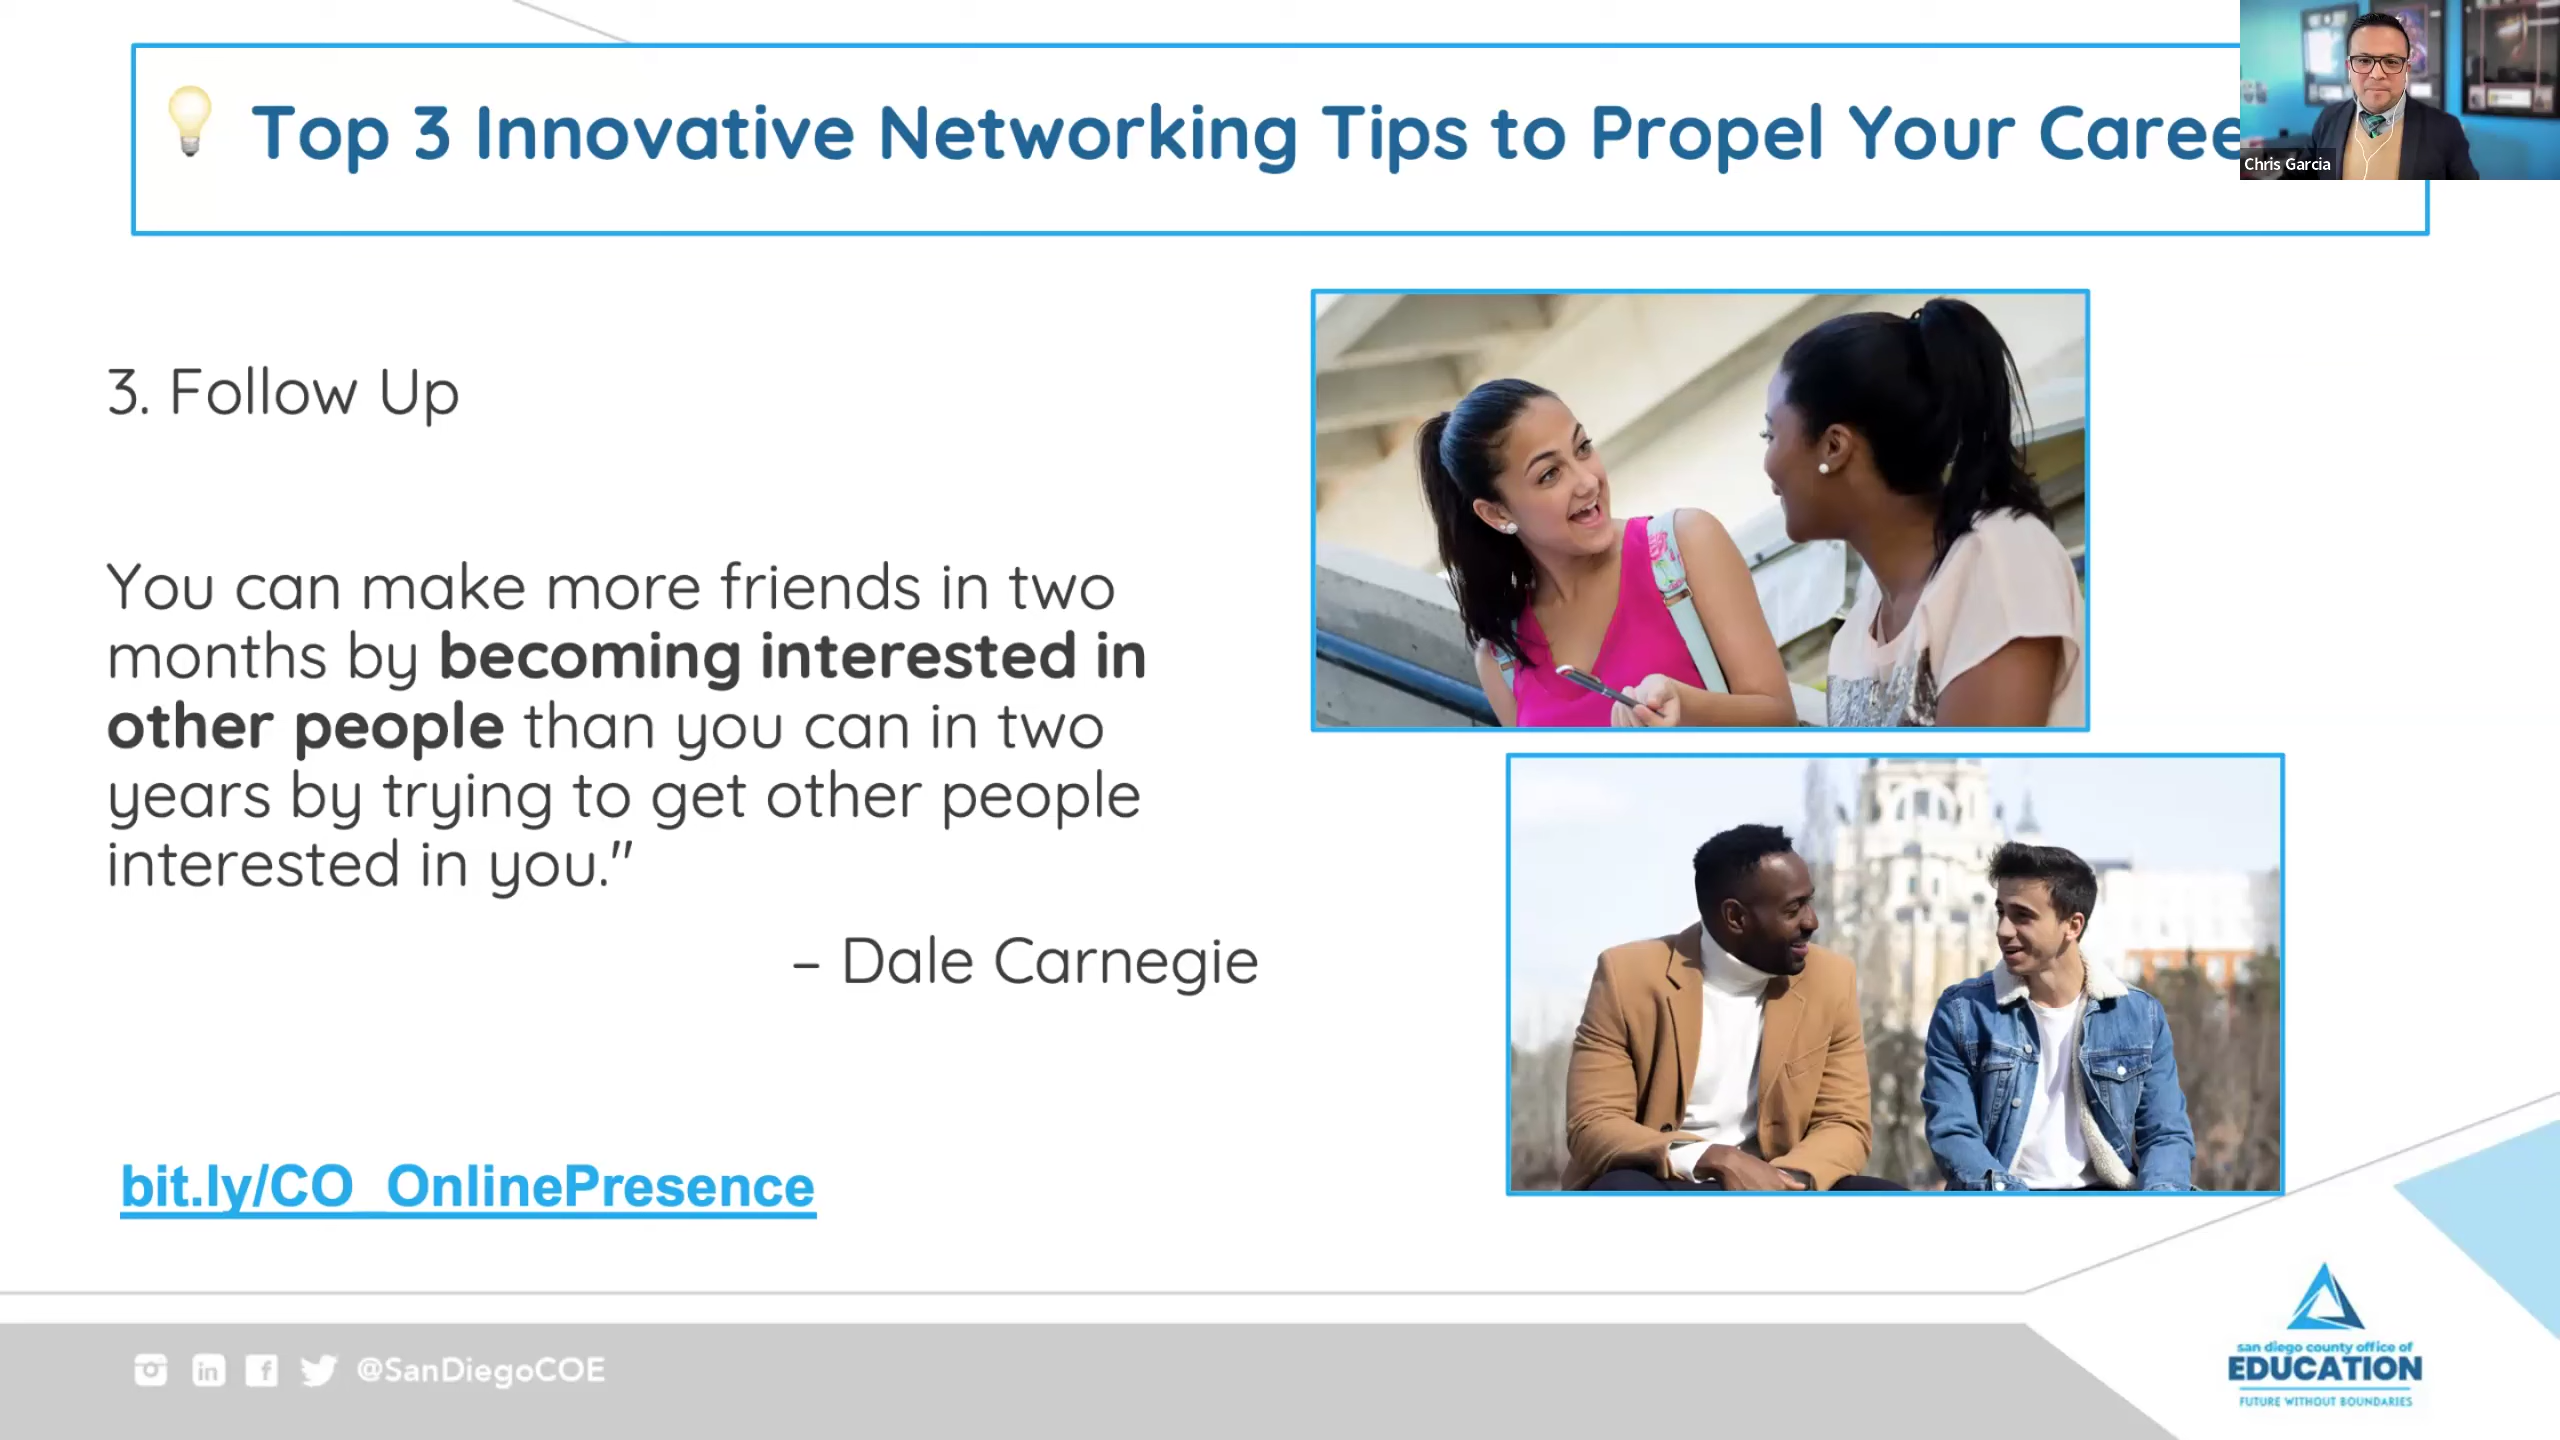 Top 3 Innovative Networking Tips to Propel Your Caree
Chris Garcia
3. Follow Up
You can make more friends in two
months by becoming interested in
other people than you can in two
years by trying to get other people
interested in you."
– Dale Carnegie
bit.ly/CO_OnlinePresence
@SanDiegoCOE
san diego county office of
EDUCATION
FUTURE WITHOUT BOUNDARIES